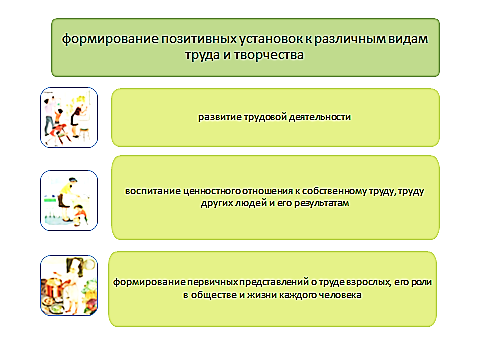 формирование позитивных установок к различным видам
труда и творчества
развитие трудовой деятельности
воспитание ценностного отношения к собственному труду, труду
других людей и его результатам
формирование первичных представлений о труде взрослых, его роли
в обществе и жизни каждого человека